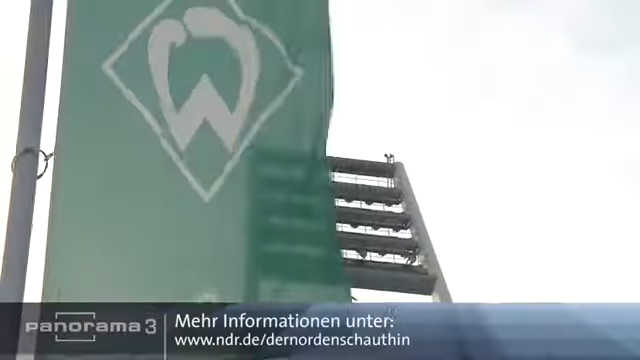 W
panorama 3
Mehr Informationen unter:
www.ndr.de/dernordenschauthin